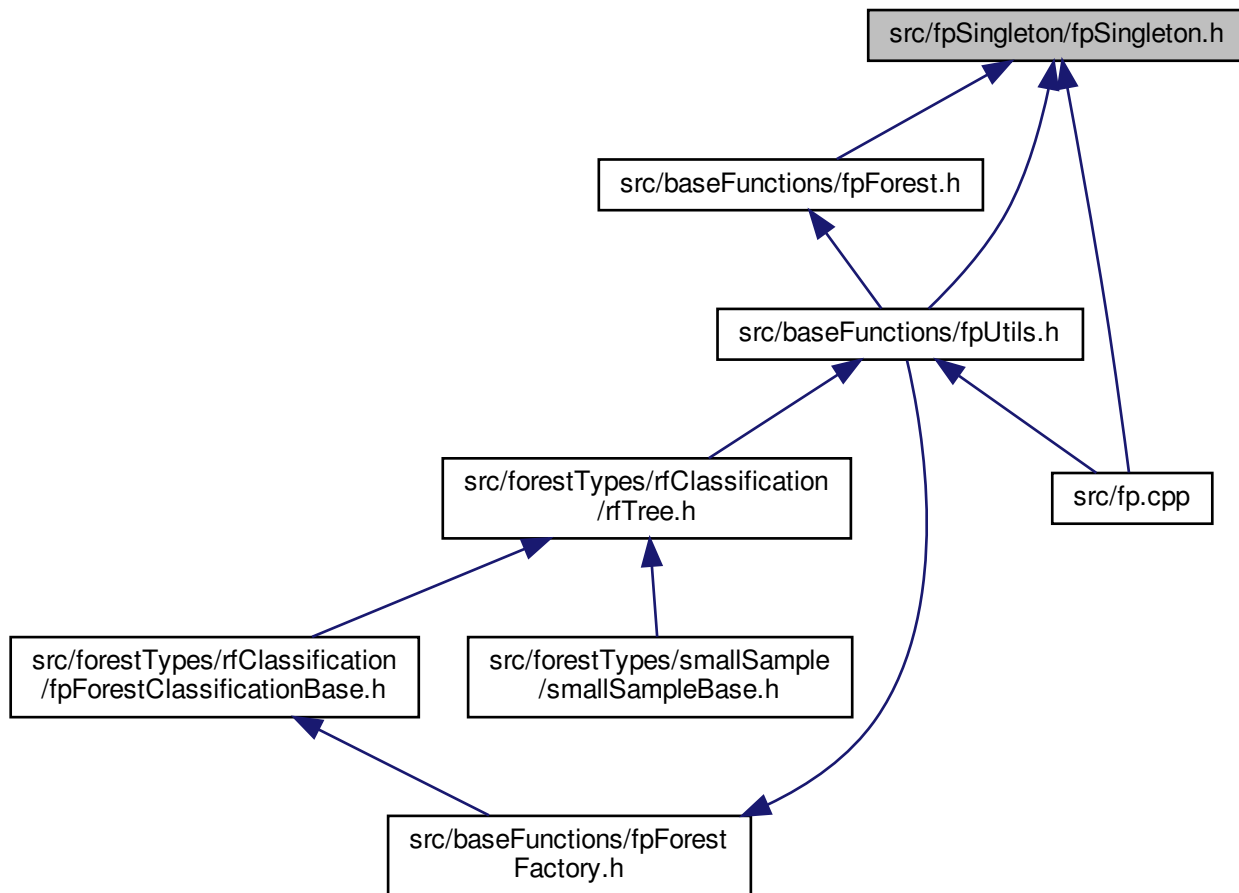 src/fpSingleton/fpSingleton.h
src/baseFunctions/fpForest.h
src/baseFunctions/fpUtils.h
src/forestTypes/rfClassification
/rfTree.h
src/fp.cpp
src/forestTypes/rfClassification
/fpForestClassificationBase.h
src/forestTypes/smallSample
/smallSampleBase.h
src/baseFunctions/fpForest
Factory.h